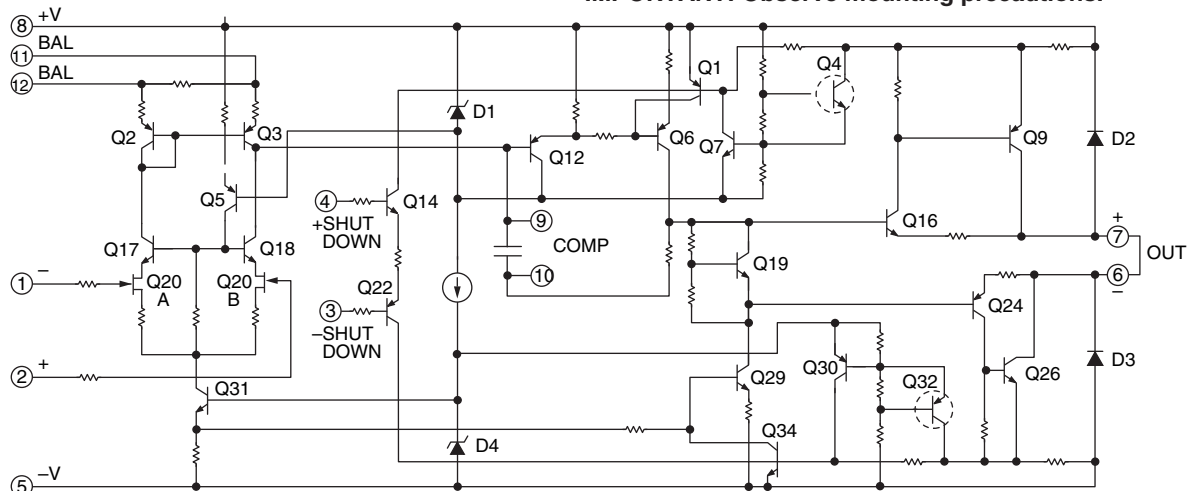 IMPORTANT: Observe mounting precautions.
8 +V
11 BAL
12 BAL
Q1
Q4
D1
Q2
Q3
Q12
Q6
Q7
Q9
D2
Q5
4
+SHUT
DOWN
Q14
9
COMP
10
Q16
+
7
OUT
6
–
Q17
Q18
Q19
1 –
Q20
A
Q20
B
Q22
3
–SHUT
DOWN
Q24
2 +
Q31
Q29
Q30
Q32
Q26
D3
D4
Q34
5 –V